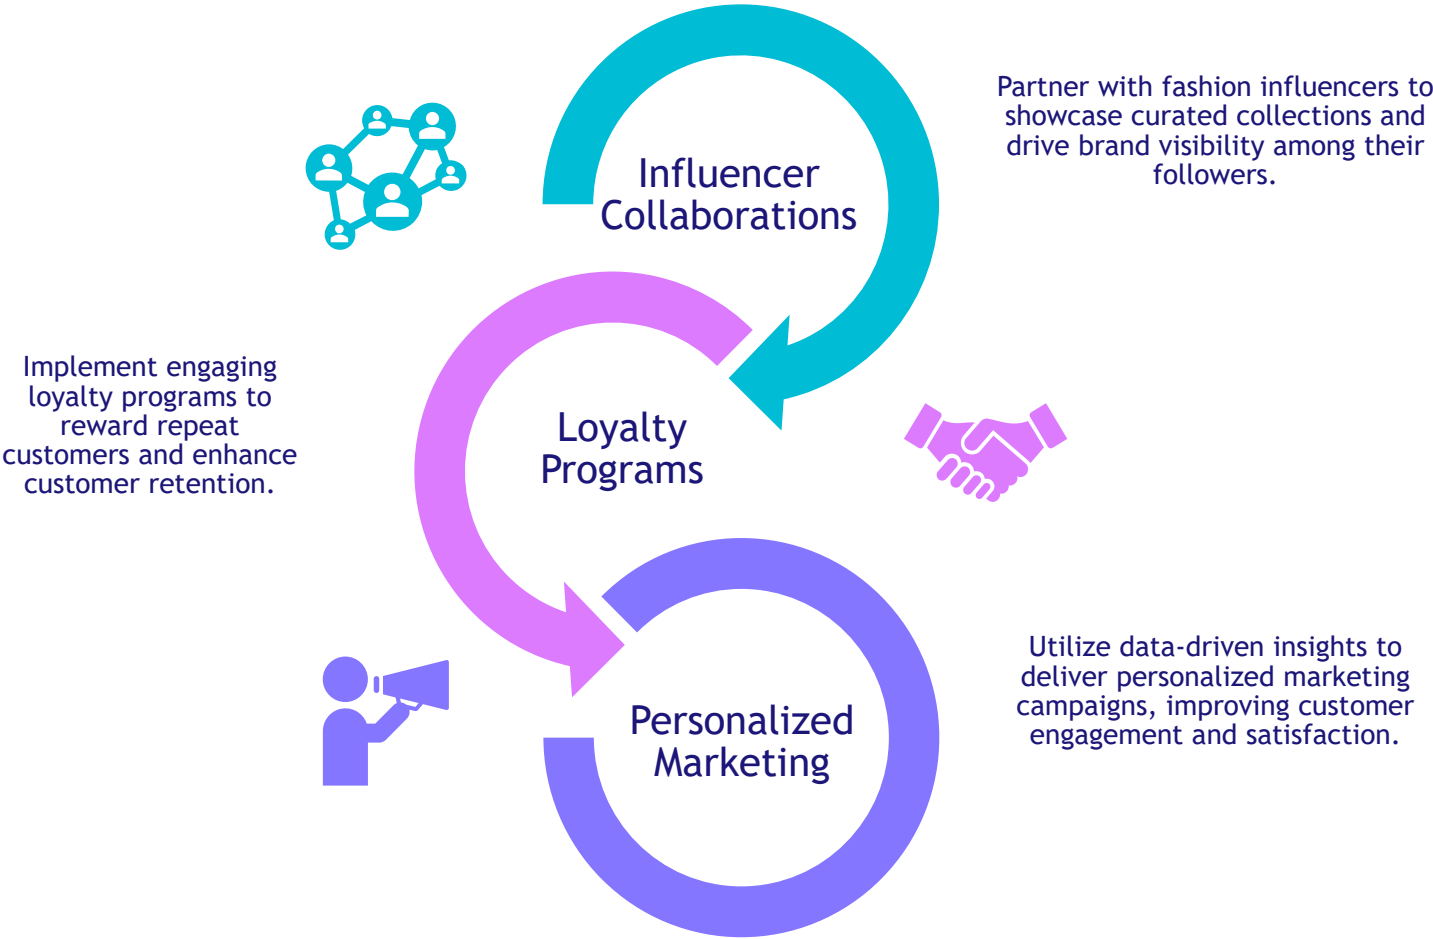 Influencer
Collaborations
Partner with fashion influencers to
showcase curated collections and
drive brand visibility among their
followers.
Loyalty
Programs
Implement engaging
loyalty programs to
reward repeat
customers and enhance
customer retention.
Personalized
Marketing
Utilize data-driven insights to
deliver personalized marketing
campaigns, improving customer
engagement and satisfaction.